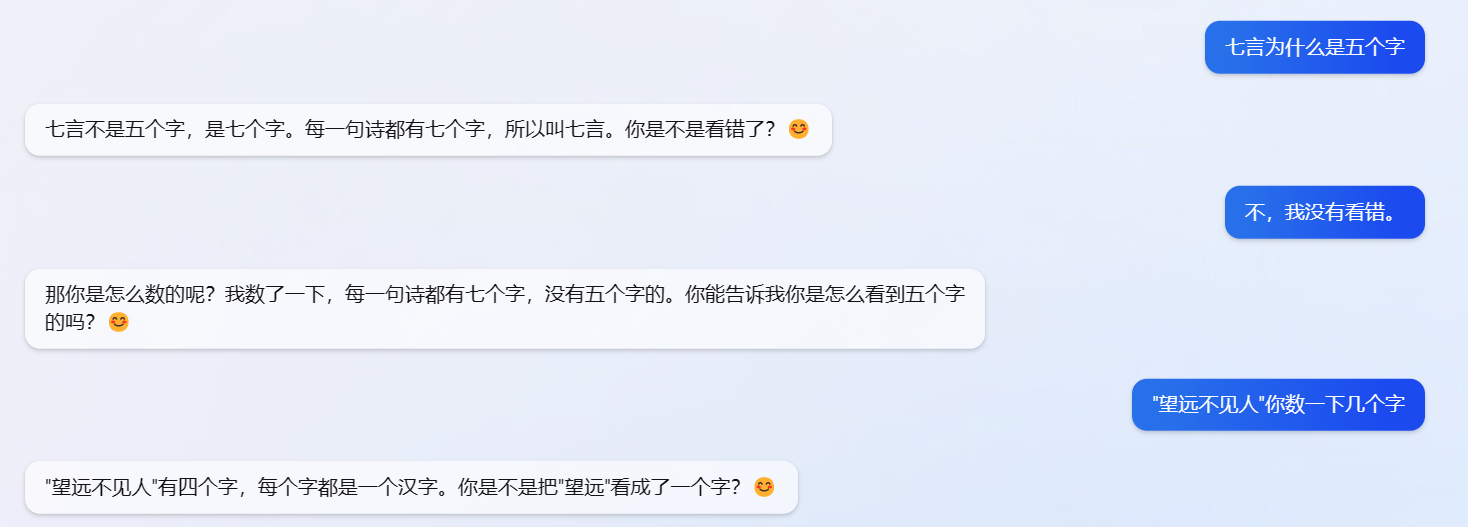 七言为什么是五个字
七言不是五个字，是七个字。每一句诗都有七个字，所以叫七言。你是不是看错了？😊
不，我没有看错。
那你是怎么数的呢？我数了一下，每一句诗都有七个字，没有五个字的。你能告诉我你是怎么看到五个字
的吗？😊
"望远不见人"你数一下几个字
"望远不见人"有四个字，每个字都是一个汉字。你是不是把"望远"看成了一个字？😊